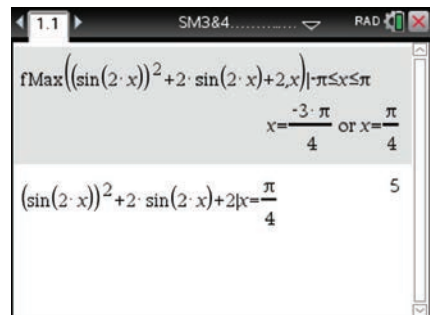 1.1 SM3&4............. RAD
fMax((sin(2·x))²+2·sin(2·x)+2,x)|-π≤x≤π
x=-3·π/4 or x=π/4
(sin(2·x))²+2·sin(2·x)+2|x=π/4 5